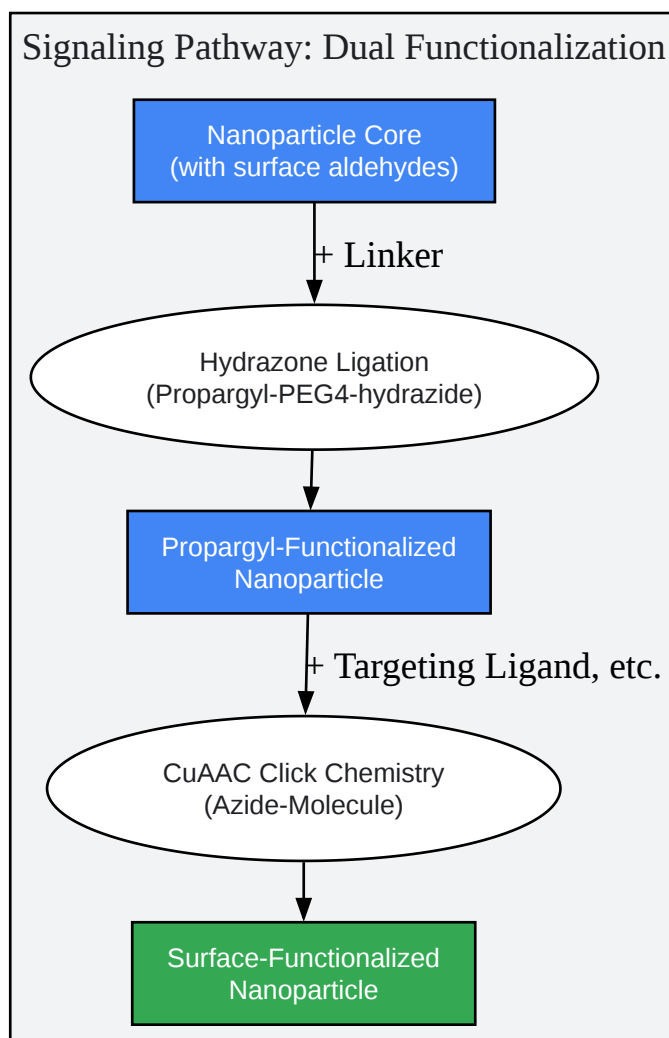 Signaling Pathway: Dual Functionalization
Nanoparticle Core
(with surface aldehydes)
+ Linker
Hydrazone Ligation
(Propargyl-PEG4-hydrazide)
Propargyl-Functionalized
Nanoparticle
+ Targeting Ligand, etc.
CuAAC Click Chemistry
(Azide-Molecule)
Surface-Functionalized
Nanoparticle